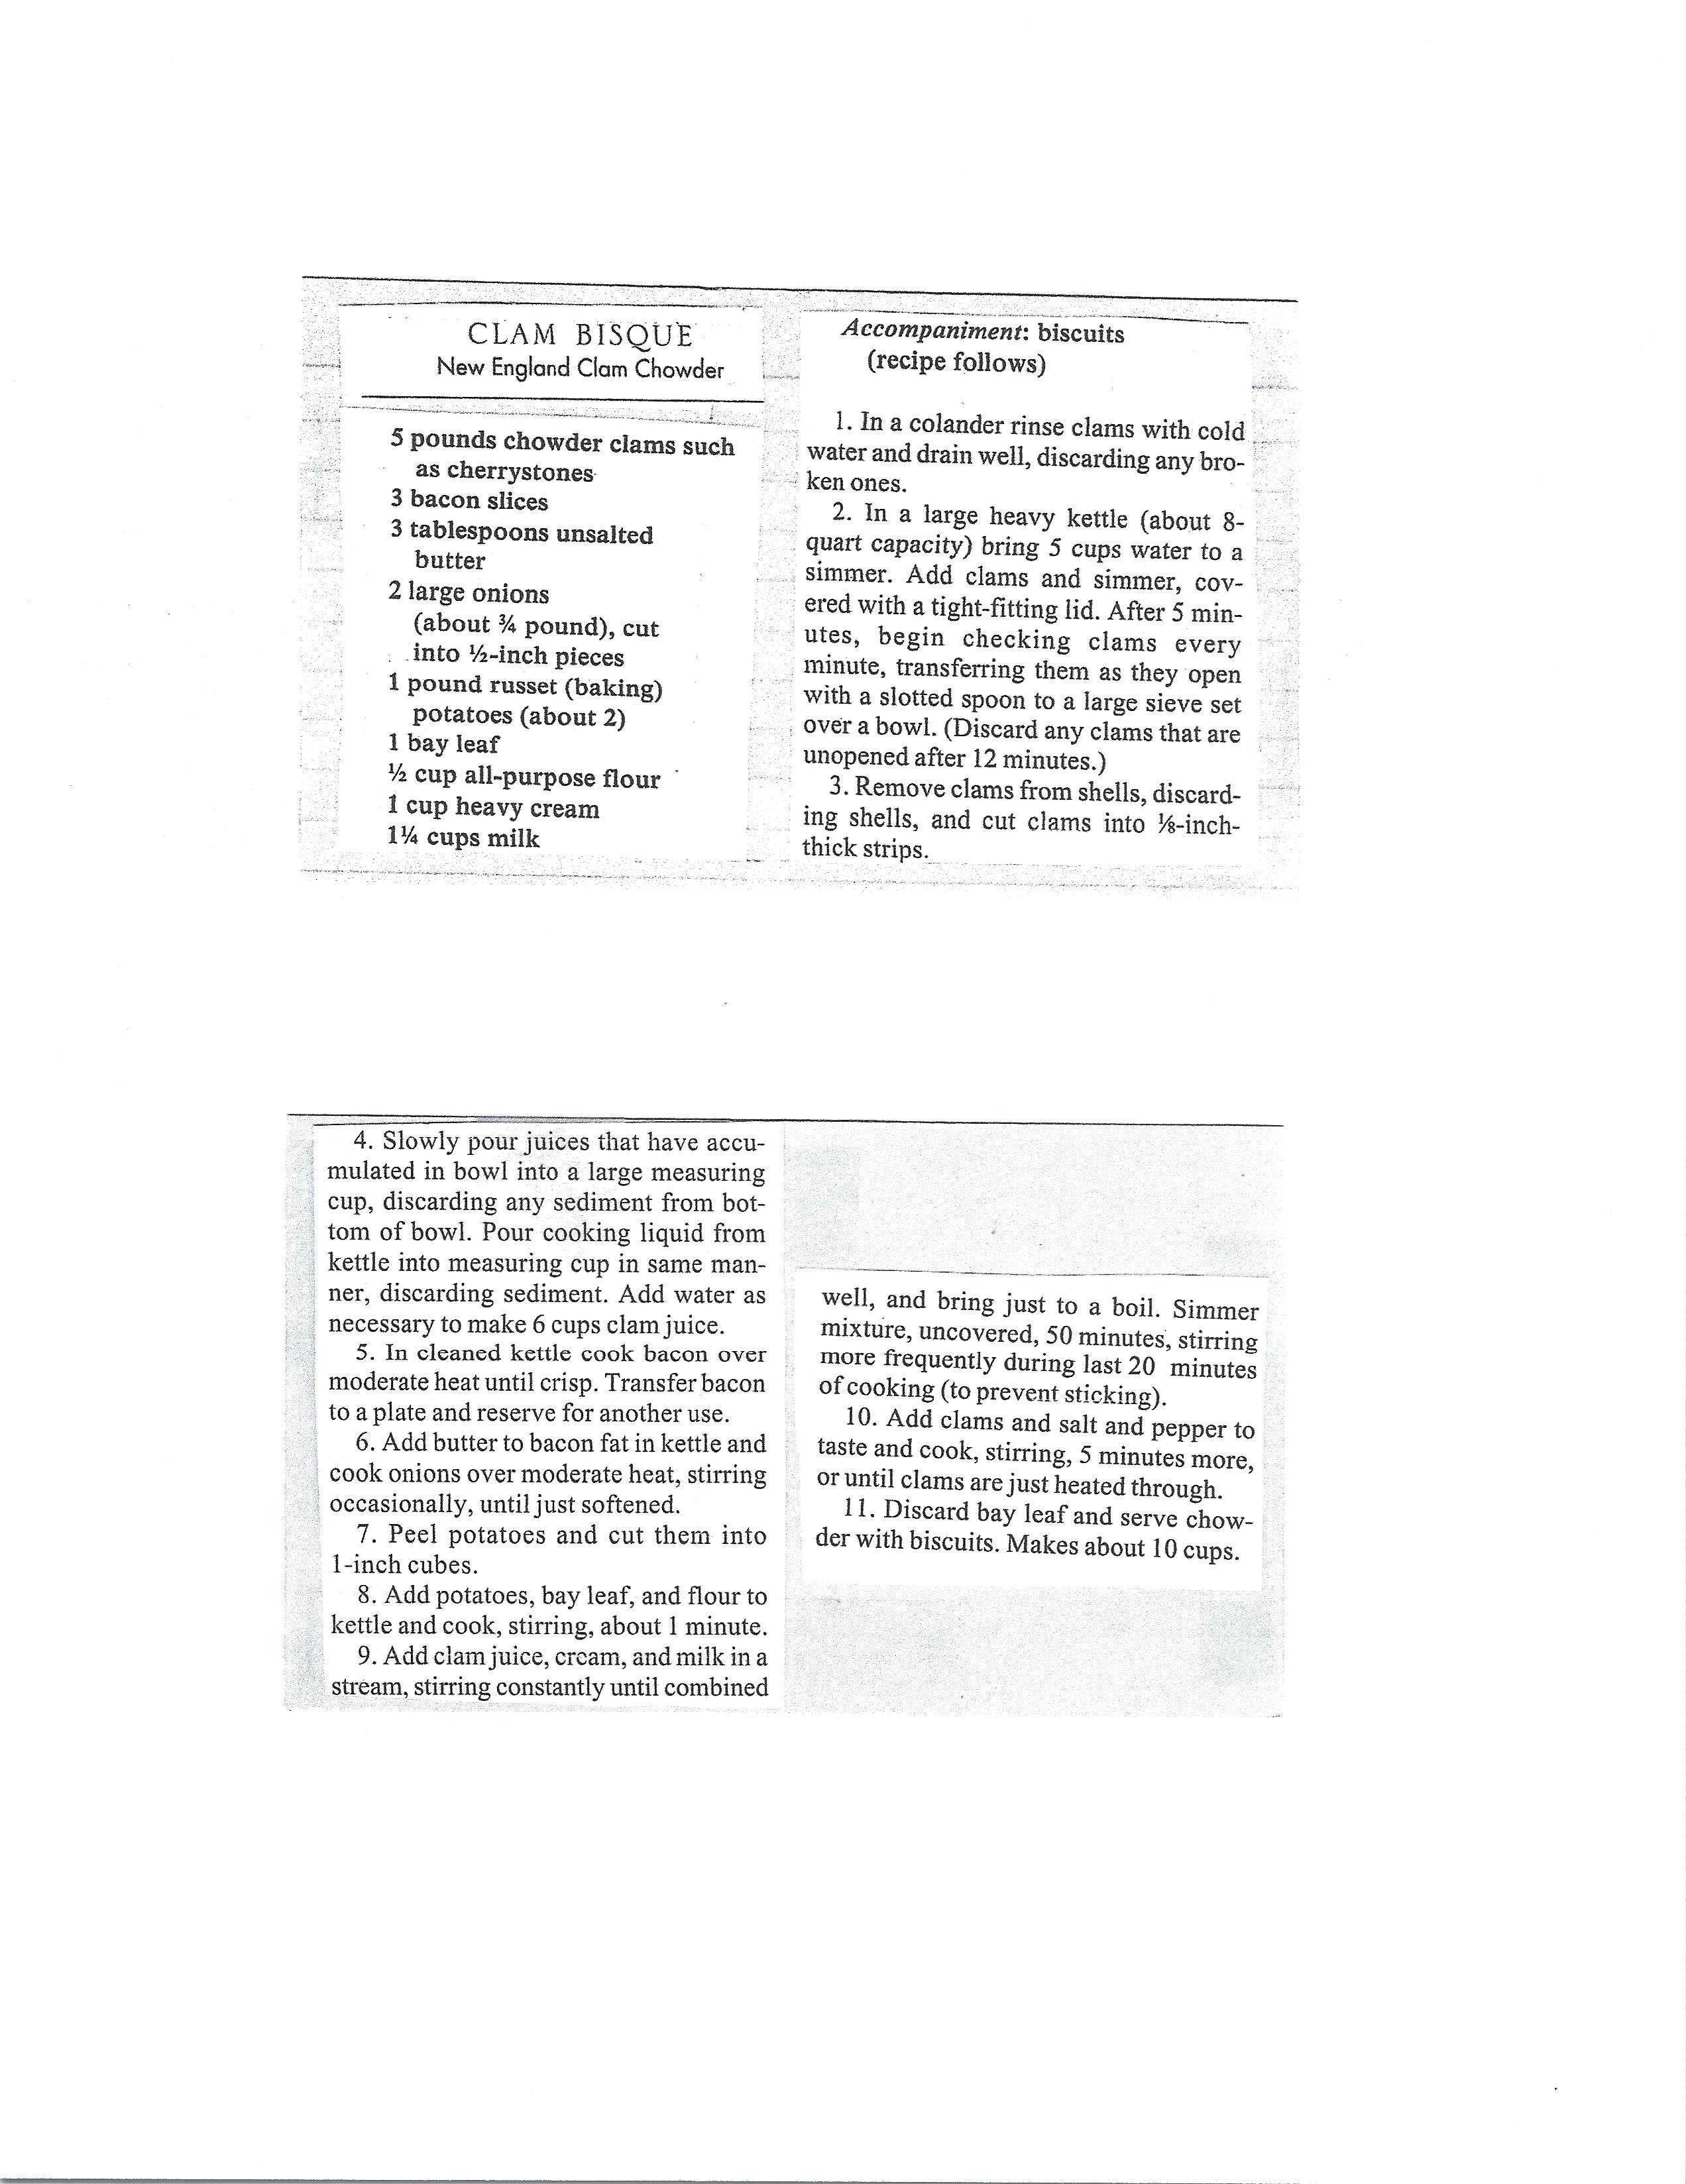 CLAM BISQUE
New England Clam Chowder
5 pounds chowder clams such
as cherrystones
3 bacon slices
3 tablespoons unsalted
butter
2 large onions
(about ¾ pound), cut
into ½-inch pieces
1 pound russet (baking)
potatoes (about 2)
1 bay leaf
½ cup all-purpose flour
1 cup heavy cream
1¼ cups milk
Accompaniment: biscuits
(recipe follows)
1. In a colander rinse clams with cold
water and drain well, discarding any bro-
ken ones.
2. In a large heavy kettle (about 8-
quart capacity) bring 5 cups water to a
simmer. Add clams and simmer, cov-
ered with a tight-fitting lid. After 5 min-
utes, begin checking clams every
minute, transferring them as they open
with a slotted spoon to a large sieve set
over a bowl. (Discard any clams that are
unopened after 12 minutes.)
3. Remove clams from shells, discard-
ing shells, and cut clams into ⅛-inch-
thick strips.
4. Slowly pour juices that have accu-
mulated in bowl into a large measuring
cup, discarding any sediment from bot-
tom of bowl. Pour cooking liquid from
kettle into measuring cup in same man-
ner, discarding sediment. Add water as
necessary to make 6 cups clam juice.
5. In cleaned kettle cook bacon over
moderate heat until crisp. Transfer bacon
to a plate and reserve for another use.
6. Add butter to bacon fat in kettle and
cook onions over moderate heat, stirring
occasionally, until just softened.
7. Peel potatoes and cut them into
1-inch cubes.
8. Add potatoes, bay leaf, and flour to
kettle and cook, stirring, about 1 minute.
9. Add clam juice, cream, and milk in a
stream, stirring constantly until combined
well, and bring just to a boil. Simmer
mixture, uncovered, 50 minutes, stirring
more frequently during last 20 minutes
of cooking (to prevent sticking).
10. Add clams and salt and pepper to
taste and cook, stirring, 5 minutes more,
or until clams are just heated through.
11. Discard bay leaf and serve chow-
der with biscuits. Makes about 10 cups.